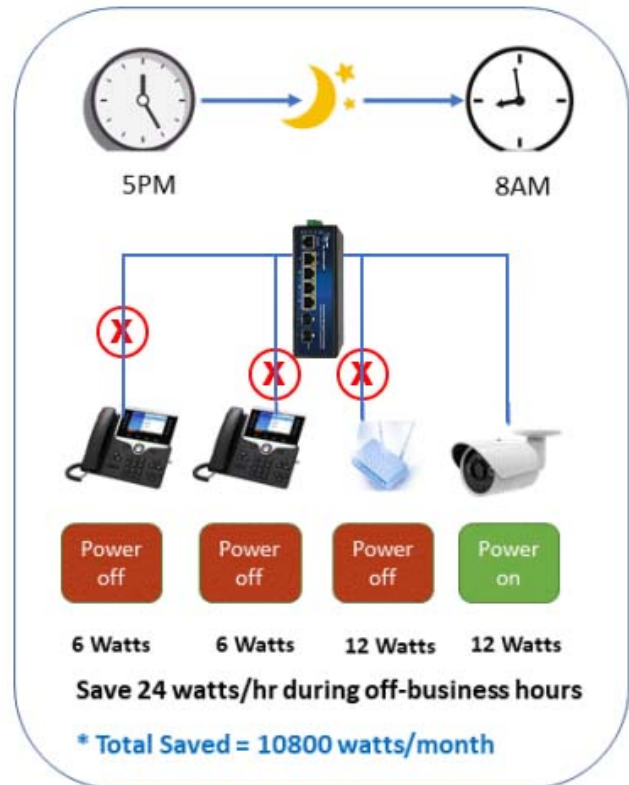 5PM
8AM
X
X
X
Power off
Power off
Power off
Power on
6 Watts
6 Watts
12 Watts
12 Watts
Save 24 watts/hr during off-business hours
* Total Saved = 10800 watts/month